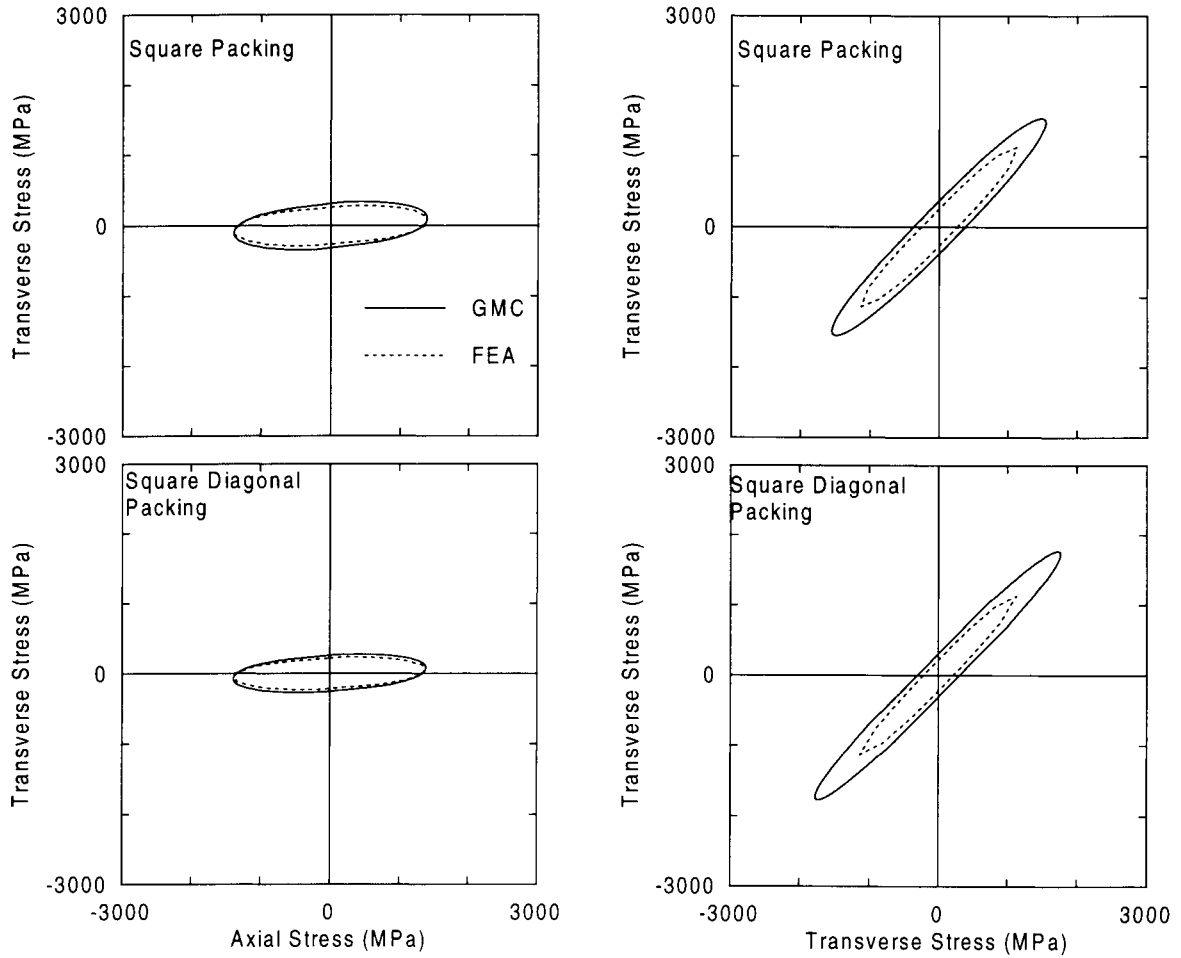 3000
Square Packing
Transverse Stress (MPa)
0
GMC
FEA
-3000
3000
Square Packing
Transverse Stress (MPa)
0
-3000
3000
Square Diagonal
Packing
Transverse Stress (MPa)
0
-3000
-3000
0
3000
Axial Stress (MPa)
3000
Square Diagonal
Packing
Transverse Stress (MPa)
0
-3000
-3000
0
3000
Transverse Stress (MPa)